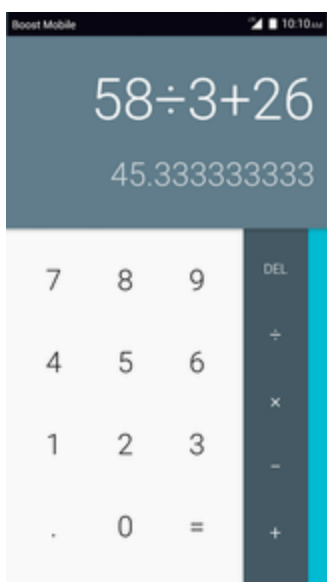 Boost Mobile 10:10 AM
58÷3+26
45.333333333
7 8 9 DEL
÷
4 5 6
×
1 2 3
−
. 0 = +